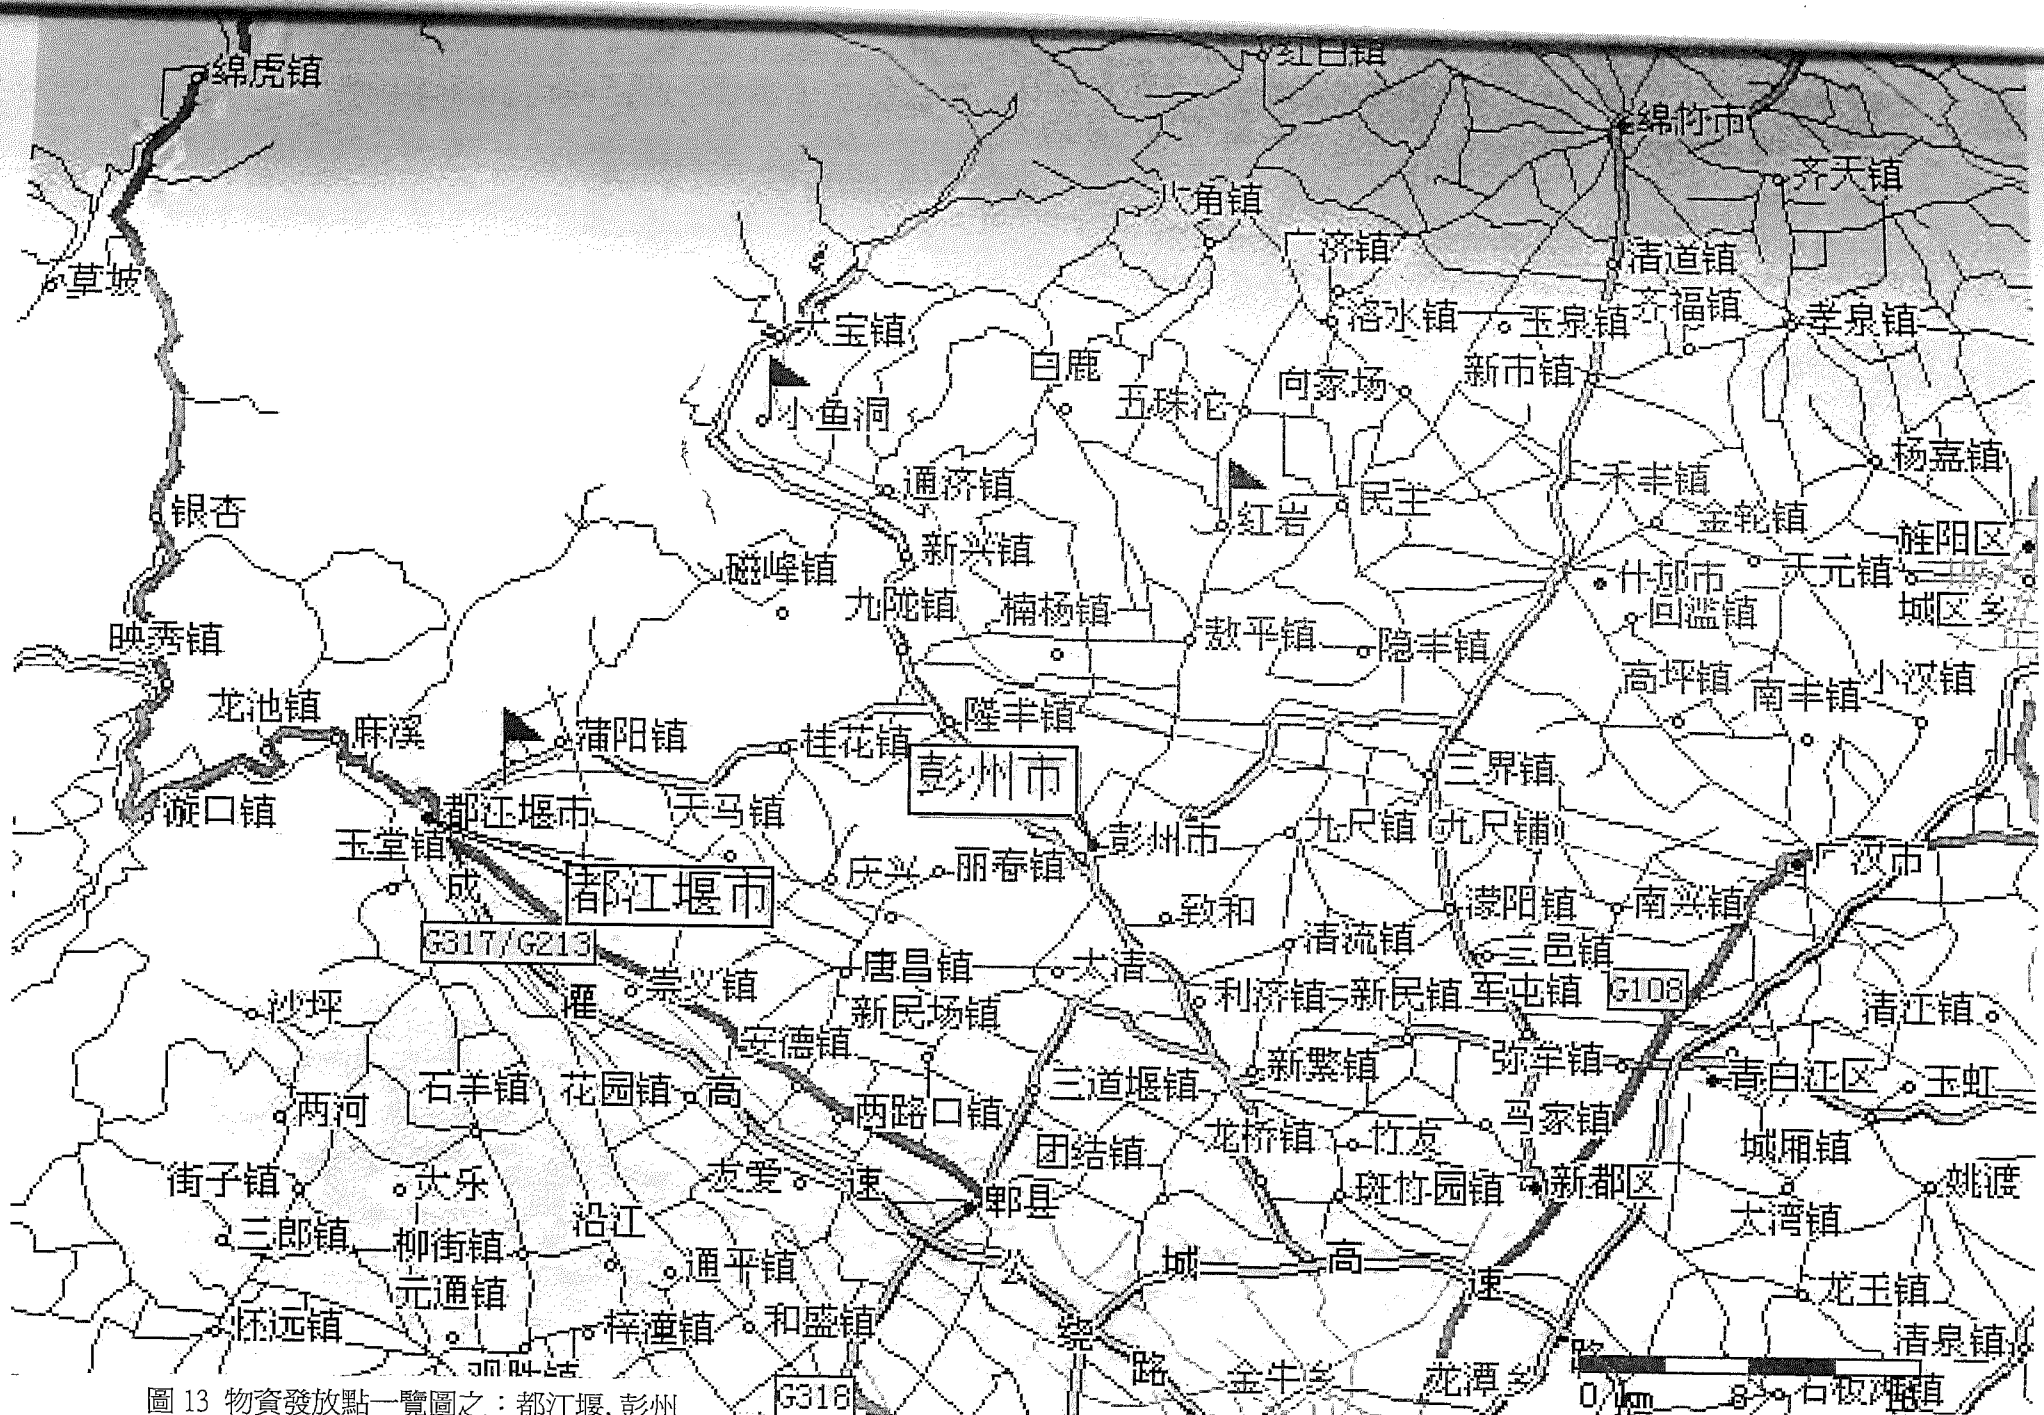 绵虎镇
红白镇
绵竹市
齐天镇
八角镇
广济镇
清道镇
草坡
齐福镇
大宝镇
洛水镇
玉泉镇
孝泉镇
白鹿
新市镇
向家场
五珠沱
小鱼洞
杨嘉镇
通济镇
禾丰镇
民主
银杏
红岩
金轮镇
旌阳区
新兴镇
磁峰镇
什邡市
天元镇
九陇镇
楠杨镇
回澜镇
城区乡
映秀镇
敖平镇
隐丰镇
高坪镇
南丰镇
小汉镇
龙池镇
麻溪
蒲阳镇
桂花镇
隆丰镇
彭州市
三界镇
漩口镇
都江堰市
天马镇
彭州市
九尺镇
九尺铺
玉堂镇
广汉市
成
都江堰市
庆兴
丽春镇
致和
濛阳镇
南兴镇
G317/G213
清流镇
三邑镇
崇兴镇
唐昌镇
太清
沙坪
灌
新民场镇
利济镇
新民镇
军屯镇
G108
清江镇
安德镇
石羊镇
花园镇
高
三道堰镇
新繁镇
弥牟镇
青白江区
玉虹
两河
两路口镇
团结镇
龙桥镇
竹友
马家镇
城厢镇
街子镇
大乐
友爱
速
郫县
斑竹园镇
新都区
姚渡
三郎镇
柳街镇
沿江
大湾镇
元通镇
通平镇
公
城
高
速
龙王镇
怀远镇
梓潼镇
和盛镇
绕
路
清泉镇
观胜镇
路
G318
金牛
龙潭
0 km 8 16
石板滩镇
圖 13 物資發放點一覽圖之：都江堰, 彭州